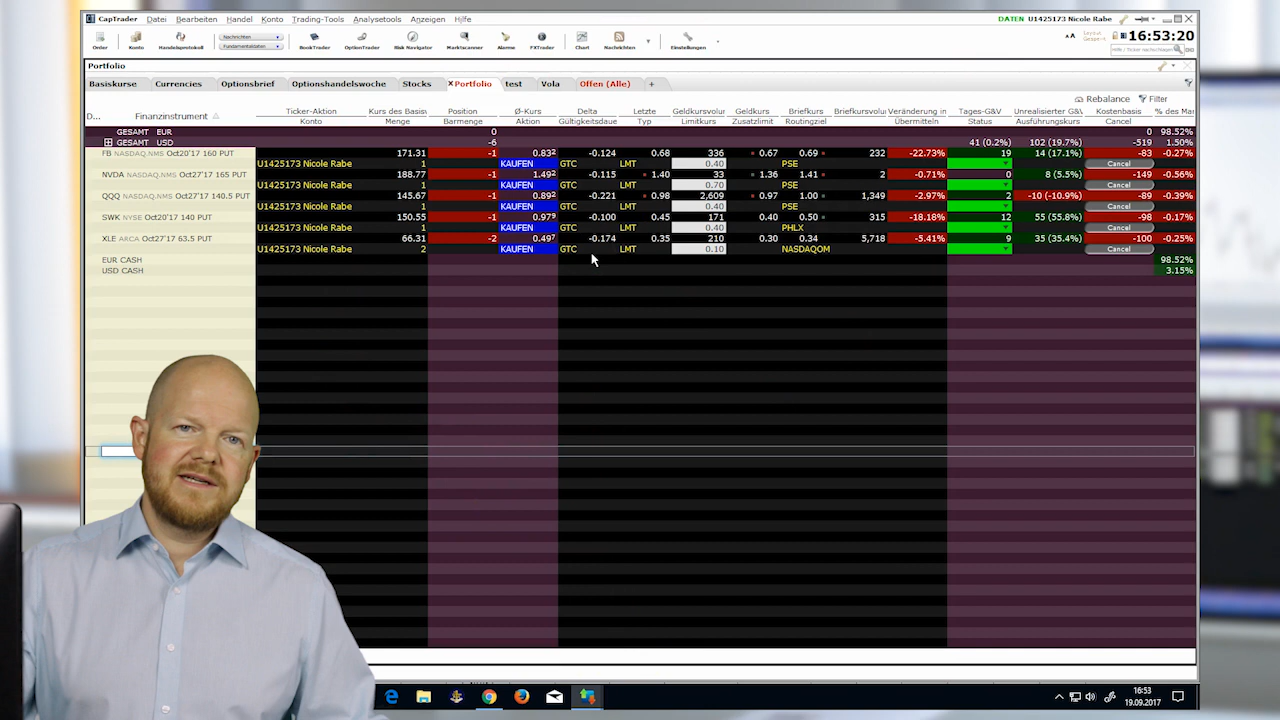 CapTrader Datei Bearbeiten Handel Konto Trading-Tools Analysetools Anzeigen Hilfe DATEN U1425173 Nicole Rabe
Order Konto Handelsprotokoll Nachrichten Fundamentaldaten BookTrader OptionTrader Risk Navigator Marktscanner Alarme FXTrader Chart Nachrichten Einstellungen 16:53:20
Portfolio
Basiskurse Currencies Optionsbrief Optionshandelswoche Stocks Portfolio test Vola Offen (Alle) +
Rebalance Filter
D... Finanzinstrument Ticker-Aktion Kurs des Basis Position Ø-Kurs Delta Letzte Geldkursvolu Geldkurs Briefkurs Briefkursvolu Veränderung in Tages-G&V Unrealisierter G&V Kostenbasis % des Mar
Konto Menge Barmenge Aktion Gültigkeitsdaue Typ Limitkurs Zusatzlimit Routingziel Übermitteln Status Ausführungskurs Cancel
GESAMT EUR 0 0 98.52%
GESAMT USD -6 41 (0.2%) 102 (19.7%) -519 1.50%
FB NASDAQ.NMS Oct20'17 160 PUT 171.31 -1 0.83² -0.124 0.68 336 0.67 0.69 232 -22.73% 19 14 (17.1%) -83 -0.27%
U1425173 Nicole Rabe 1 KAUFEN GTC LMT 0.40 PSE Cancel
NVDA NASDAQ.NMS Oct27'17 165 PUT 188.77 -1 1.49² -0.115 1.40 33 1.36 1.41 2 -0.71% 0 8 (5.5%) -149 -0.56%
U1425173 Nicole Rabe 1 KAUFEN GTC LMT 0.70 PSE Cancel
QQQ NASDAQ.NMS Oct27'17 140.5 PUT 145.67 -1 0.89² -0.221 0.98 2,609 0.97 1.00 1,349 -2.97% 2 -10 (-10.9%) -89 -0.39%
U1425173 Nicole Rabe 1 KAUFEN GTC LMT 0.40 PSE Cancel
SWK NYSE Oct20'17 140 PUT 150.55 -1 0.97⁹ -0.100 0.45 171 0.40 0.50 315 -18.18% 12 55 (55.8%) -98 -0.17%
U1425173 Nicole Rabe 1 KAUFEN GTC LMT 0.40 PHLX Cancel
XLE ARCA Oct27'17 63.5 PUT 66.31 -2 0.49⁷ -0.174 0.35 210 0.30 0.34 5,718 -5.41% 9 35 (35.4%) -100 -0.25%
U1425173 Nicole Rabe 2 KAUFEN GTC LMT 0.10 NASDAQOM Cancel
EUR CASH 98.52%
USD CASH 3.15%
16:53
19.09.2017